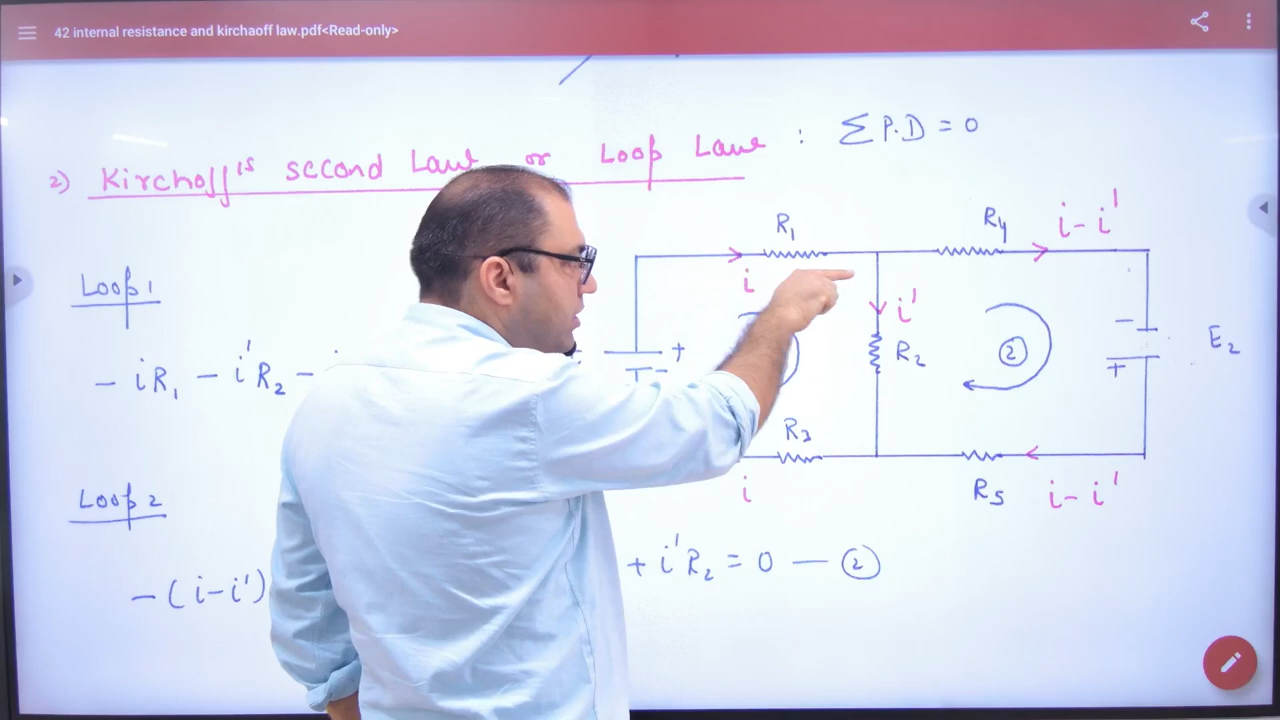 42 internal resistance and kirchaoff law.pdf<Read-only>
2) Kirchoff's second Law or Loop Law : Σ P.D = 0
R₁ R₄ i-i'
Loop 1
i i'
- iR₁ - i'R₂ -
+ R₂ ② - E₂
- +
R₃
Loop 2
i R₅ i-i'
-(i-i') + i'R₂ = 0 — ②